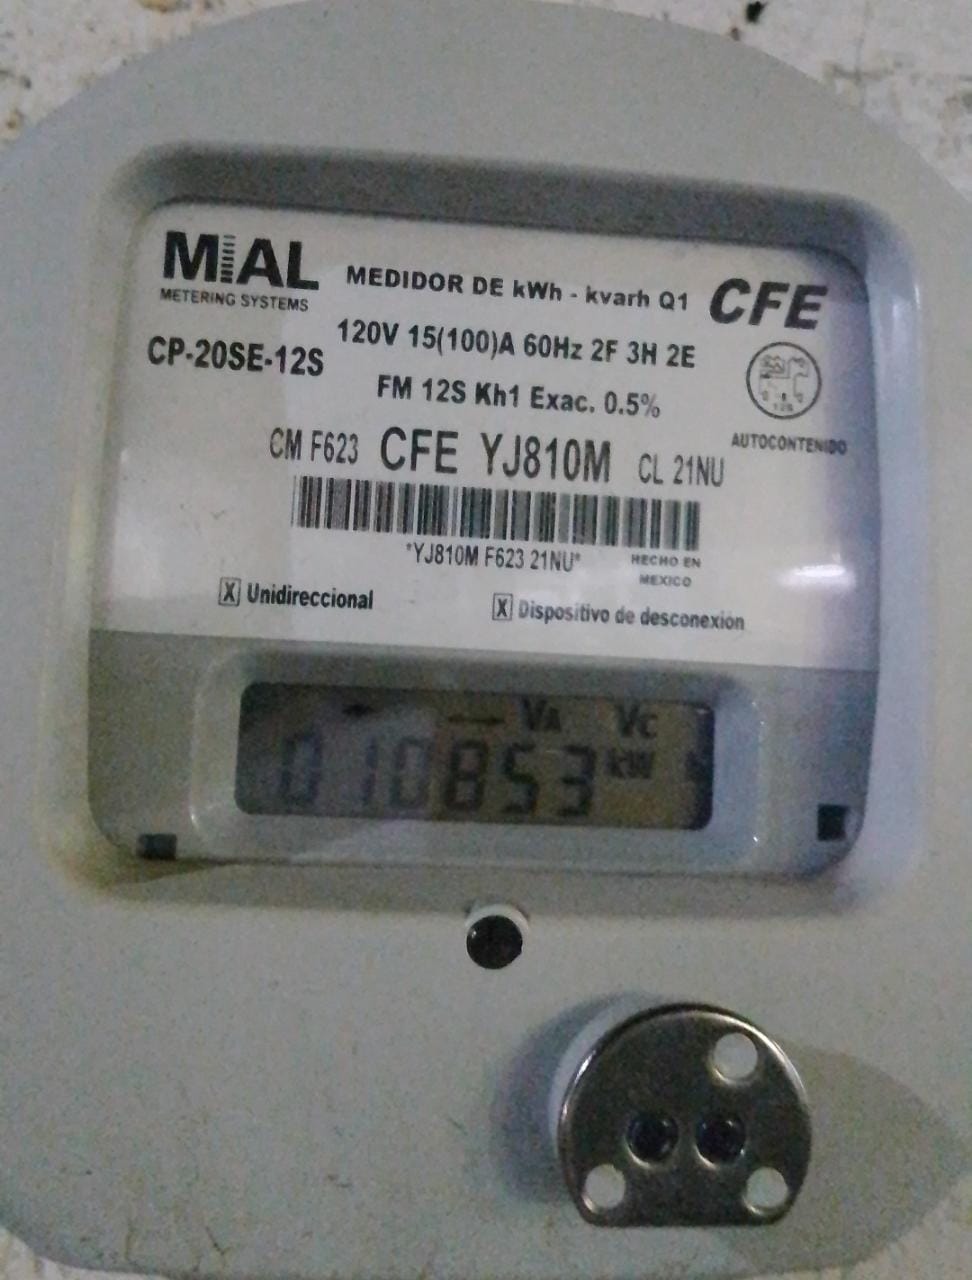 MIAL
METERING SYSTEMS
MEDIDOR DE kWh - kvarh Q1
CFE
CP-20SE-12S
120V 15(100)A 60Hz 2F 3H 2E
FM 12S Kh1 Exac. 0.5%
12S
AUTOCONTENIDO
CM F623 CFE YJ810M CL 21NU
*YJ810M F623 21NU*
HECHO EN
MEXICO
X Unidireccional
X Dispositivo de desconexión
VA VC
010853 kW